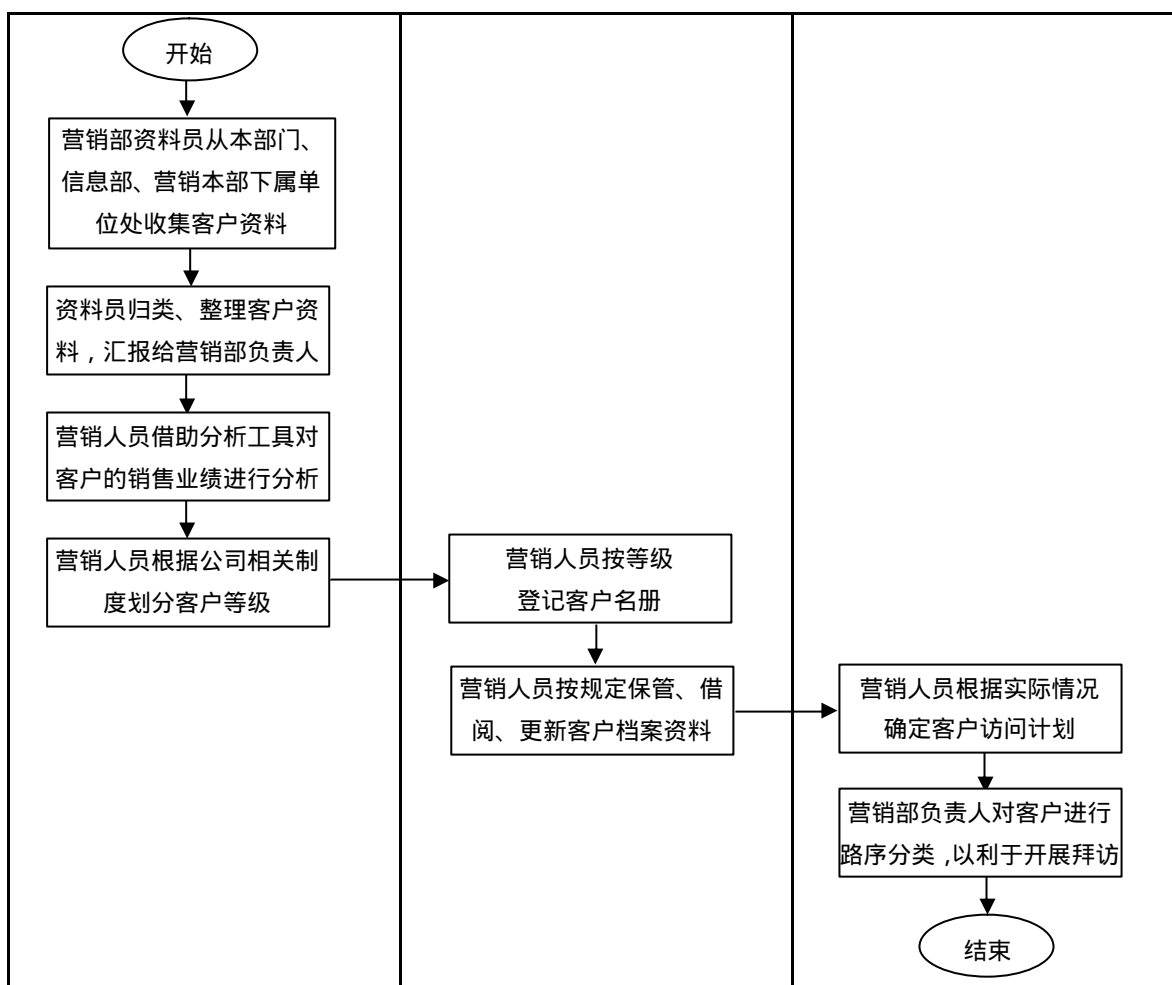 开始
营销部资料员从本部门、
信息部、营销本部下属单
位处收集客户资料
资料员归类、整理客户资
料，汇报给营销部负责人
营销人员借助分析工具对
客户的销售业绩进行分析
营销人员根据公司相关制
度划分客户等级
营销人员按等级
登记客户名册
营销人员按规定保管、借
阅、更新客户档案资料
营销人员根据实际情况
确定客户访问计划
营销部负责人对客户进行
路序分类，以利于开展拜访
结束